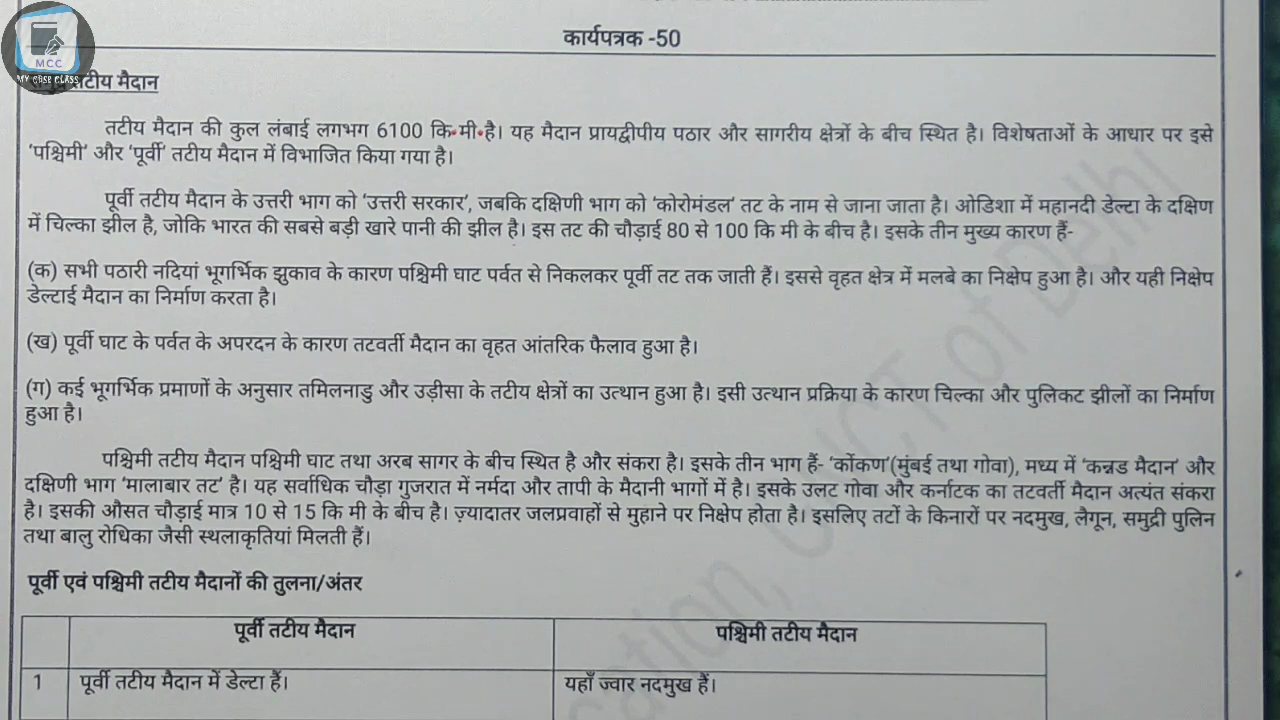 MCC
MY CBSE CLASS
कार्यपत्रक -50
तटीय मैदान
तटीय मैदान की कुल लंबाई लगभग 6100 कि.मी.है। यह मैदान प्रायद्वीपीय पठार और सागरीय क्षेत्रों के बीच स्थित है। विशेषताओं के आधार पर इसे
'पश्चिमी' और 'पूर्वी' तटीय मैदान में विभाजित किया गया है।
पूर्वी तटीय मैदान के उत्तरी भाग को 'उत्तरी सरकार', जबकि दक्षिणी भाग को 'कोरोमंडल' तट के नाम से जाना जाता है। ओडिशा में महानदी डेल्टा के दक्षिण
में चिल्का झील है, जोकि भारत की सबसे बड़ी खारे पानी की झील है। इस तट की चौड़ाई 80 से 100 कि मी के बीच है। इसके तीन मुख्य कारण हैं-
(क) सभी पठारी नदियां भूगर्भिक झुकाव के कारण पश्चिमी घाट पर्वत से निकलकर पूर्वी तट तक जाती हैं। इससे वृहत क्षेत्र में मलबे का निक्षेप हुआ है। और यही निक्षेप
डेल्टाई मैदान का निर्माण करता है।
(ख) पूर्वी घाट के पर्वत के अपरदन के कारण तटवर्ती मैदान का वृहत आंतरिक फैलाव हुआ है।
(ग) कई भूगर्भिक प्रमाणों के अनुसार तमिलनाडु और उड़ीसा के तटीय क्षेत्रों का उत्थान हुआ है। इसी उत्थान प्रक्रिया के कारण चिल्का और पुलिकट झीलों का निर्माण
हुआ है।
पश्चिमी तटीय मैदान पश्चिमी घाट तथा अरब सागर के बीच स्थित है और संकरा है। इसके तीन भाग हैं- 'कोंकण'(मुंबई तथा गोवा), मध्य में 'कन्नड मैदान' और
दक्षिणी भाग 'मालाबार तट' है। यह सर्वाधिक चौड़ा गुजरात में नर्मदा और तापी के मैदानी भागों में है। इसके उलट गोवा और कर्नाटक का तटवर्ती मैदान अत्यंत संकरा
है। इसकी औसत चौड़ाई मात्र 10 से 15 कि मी के बीच है। ज़्यादातर जलप्रवाहों से मुहाने पर निक्षेप होता है। इसलिए तटों के किनारों पर नदमुख, लैगून, समुद्री पुलिन
तथा बालु रोधिका जैसी स्थलाकृतियां मिलती हैं।
पूर्वी एवं पश्चिमी तटीय मैदानों की तुलना/अंतर
पूर्वी तटीय मैदान पश्चिमी तटीय मैदान
1 पूर्वी तटीय मैदान में डेल्टा हैं। यहाँ ज्वार नदमुख हैं।
of Delhi